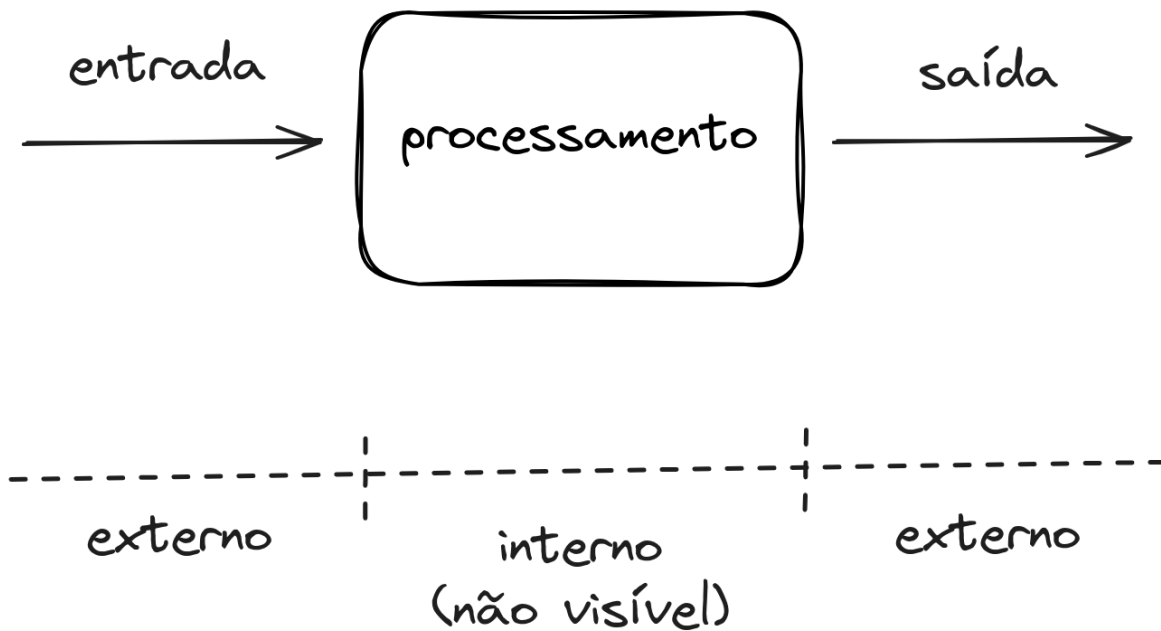 entrada
processamento
saída
externo
interno
(não visível)
externo